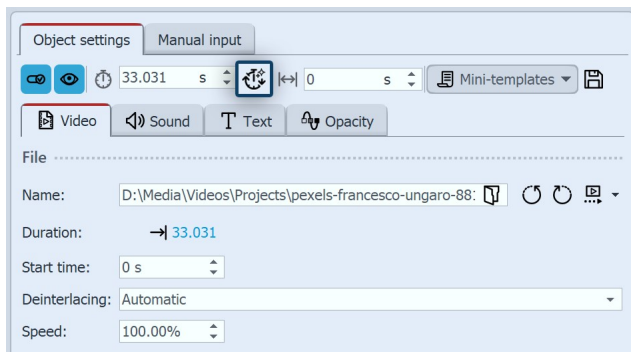 Object settings Manual input
33.031 s 0 s Mini-templates
Video Sound T Text Opacity
File
Name: D:\Media\Videos\Projects\pexels-francesco-ungaro-881
Duration: 33.031
Start time: 0 s
Deinterlacing: Automatic
Speed: 100.00%